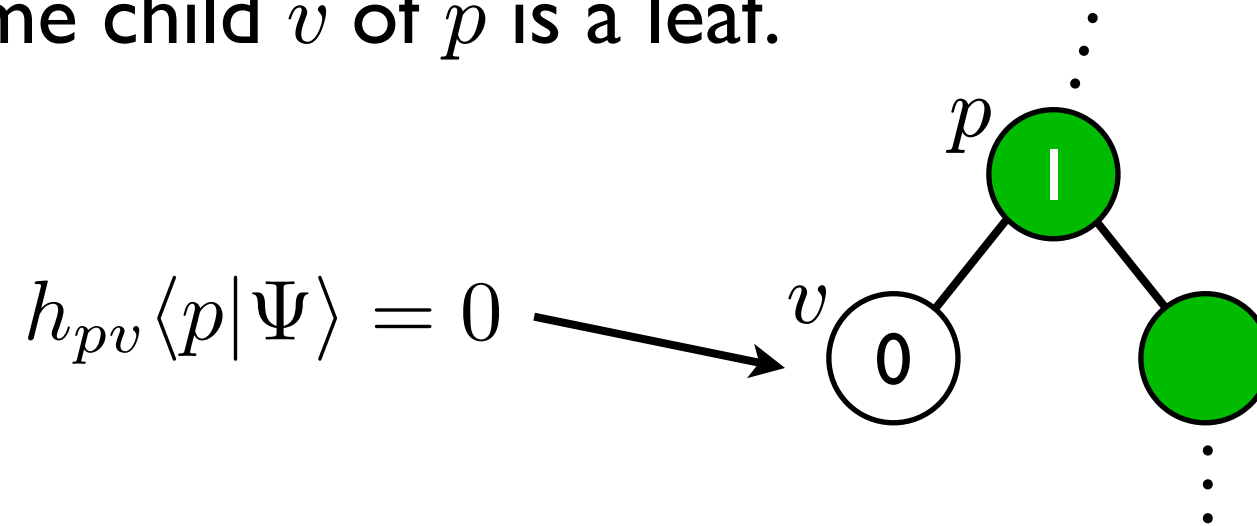 me child v of p is a leaf.
p
1
h_{pv}⟨p|Ψ⟩ = 0
v
0